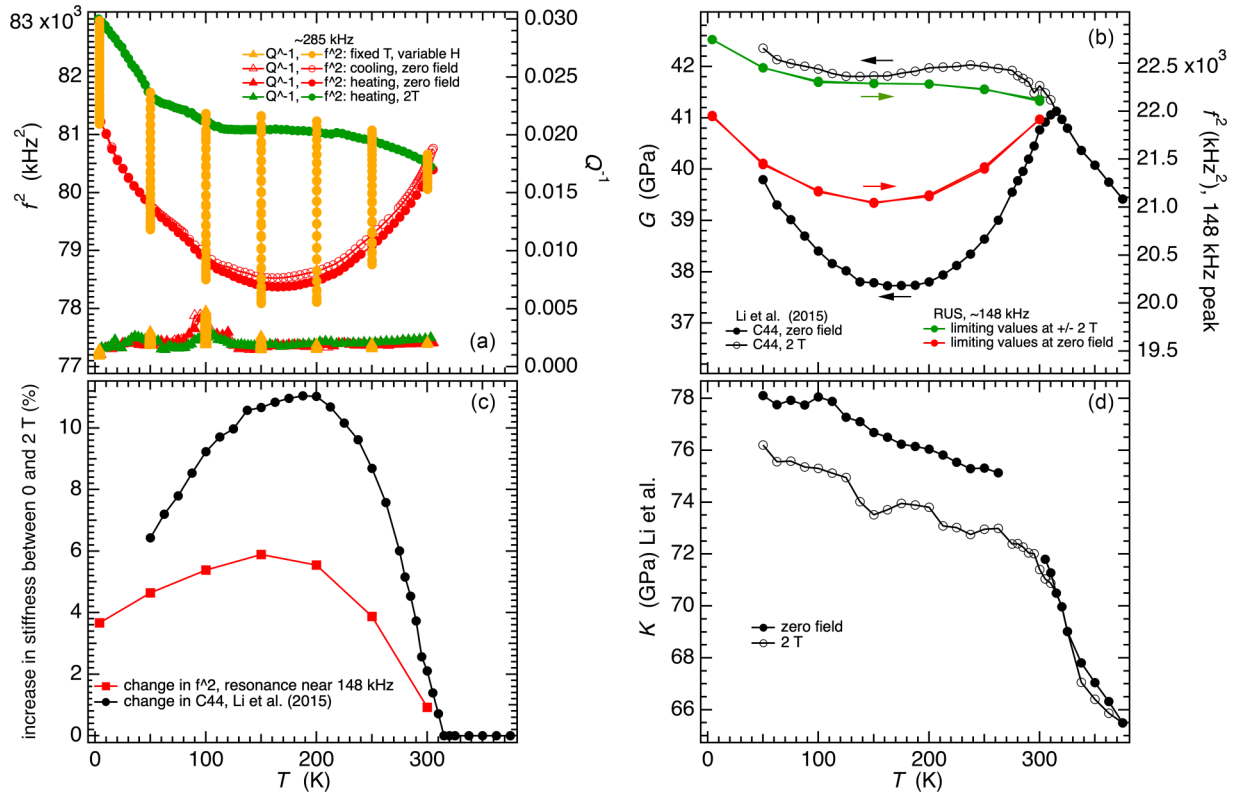 83 x10³
82
81
80
79
78
77
f² (kHz²)
0.030
0.025
0.020
0.015
0.010
0.005
0.000
Q⁻¹
~285 kHz
Q^-1, f^2: fixed T, variable H
Q^-1, f^2: cooling, zero field
Q^-1, f^2: heating, zero field
Q^-1, f^2: heating, 2T
(a)
42
41
40
39
38
37
G (GPa)
22.5 x10³
22.0
21.5
21.0
20.5
20.0
19.5
f² (kHz²), 148 kHz peak
(b)
Li et al. (2015)
C44, zero field
C44, 2 T
RUS, ~148 kHz
limiting values at +/- 2 T
limiting values at zero field
10
8
6
4
2
0
increase in stiffness between 0 and 2 T (%)
(c)
change in f^2, resonance near 148 kHz
change in C44, Li et al. (2015)
0 100 200 300
T (K)
78
76
74
72
70
68
66
K (GPa) Li et al.
(d)
zero field
2 T
0 100 200 300
T (K)